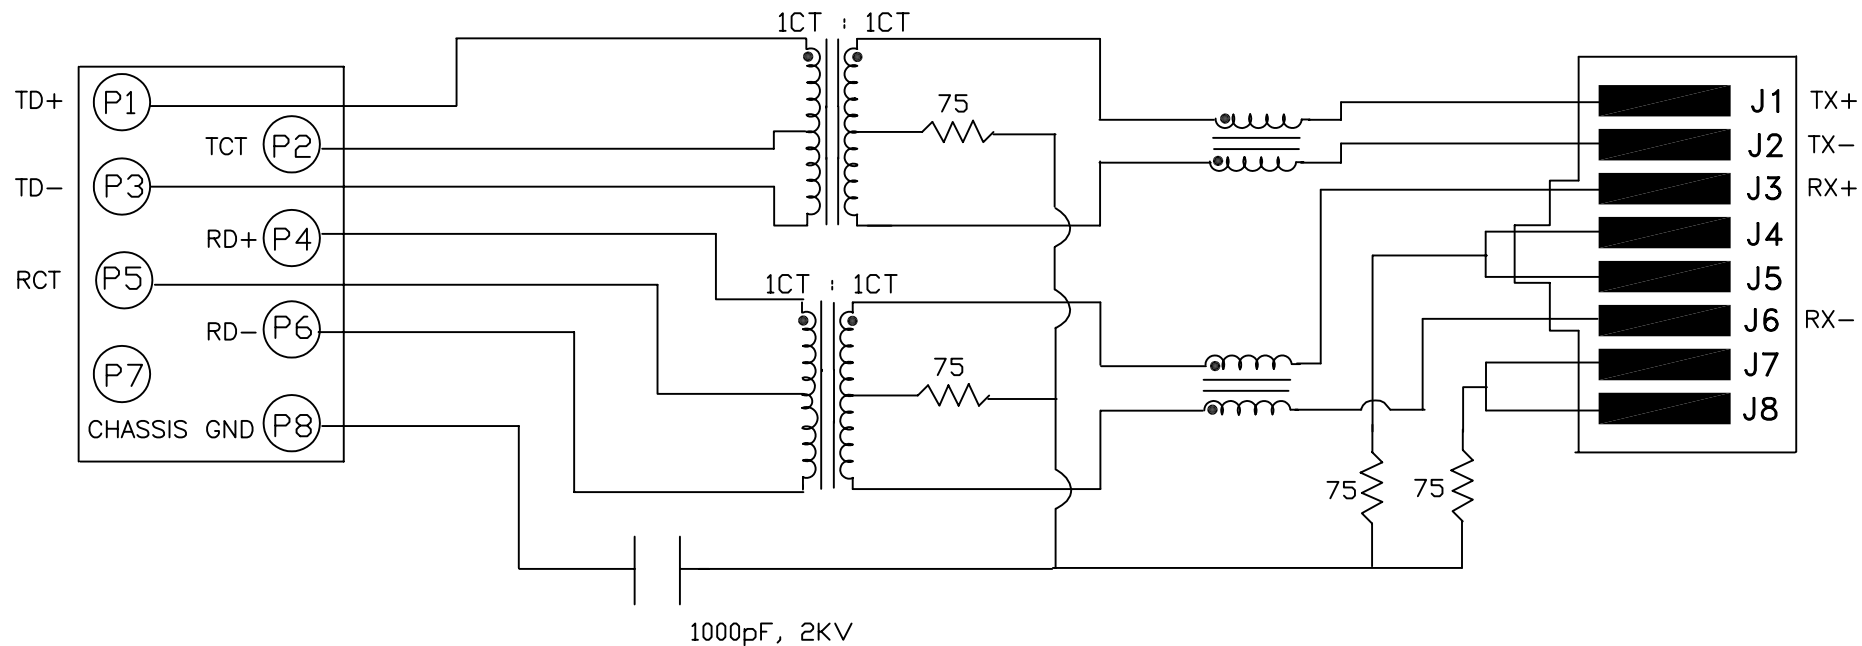 1CT : 1CT
TD+ P1
TCT P2
TD- P3
RD+ P4
RCT P5
RD- P6
P7
CHASSIS GND P8
75
1CT : 1CT
75
1000pF, 2KV
75
75
J1 TX+
J2 TX-
J3 RX+
J4
J5
J6 RX-
J7
J8